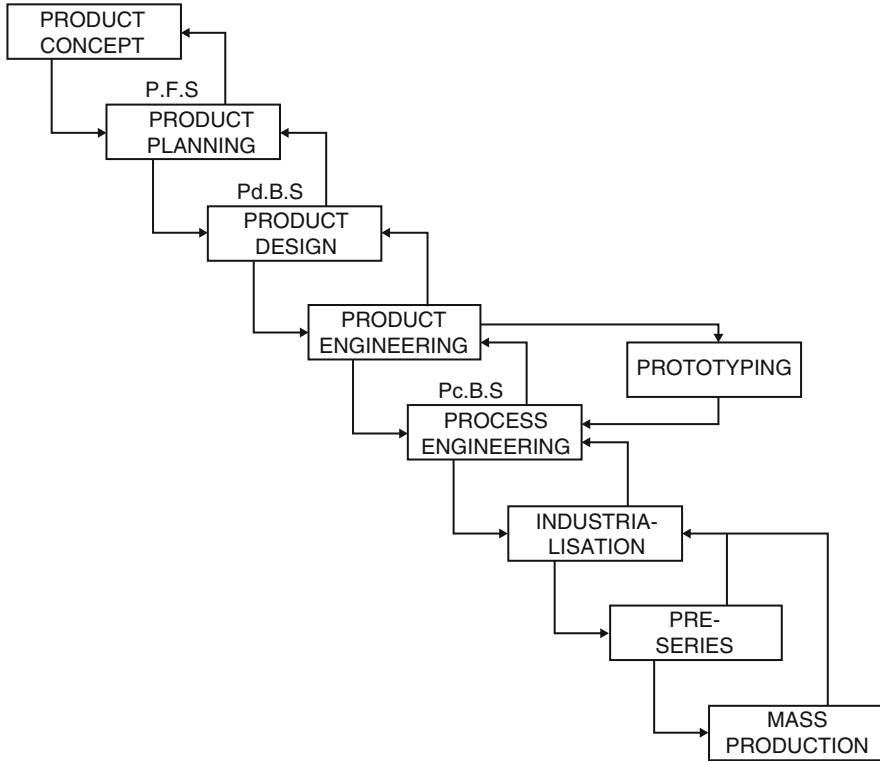 PRODUCT
CONCEPT
P.F.S
PRODUCT
PLANNING
Pd.B.S
PRODUCT
DESIGN
PRODUCT
ENGINEERING
PROTOTYPING
Pc.B.S
PROCESS
ENGINEERING
INDUSTRIA-
LISATION
PRE-
SERIES
MASS
PRODUCTION